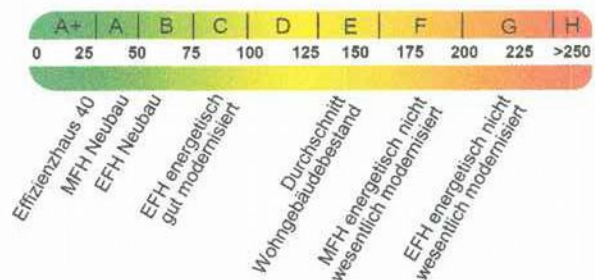 A+ A B C D E F G H
0 25 50 75 100 125 150 175 200 225 >250
Effizienzhaus 40
MFH Neubau
EFH Neubau
EFH energetisch
gut modernisiert
Durchschnitt
Wohngebäudebestand
MFH energetisch nicht
wesentlich modernisiert
EFH energetisch nicht
wesentlich modernisiert